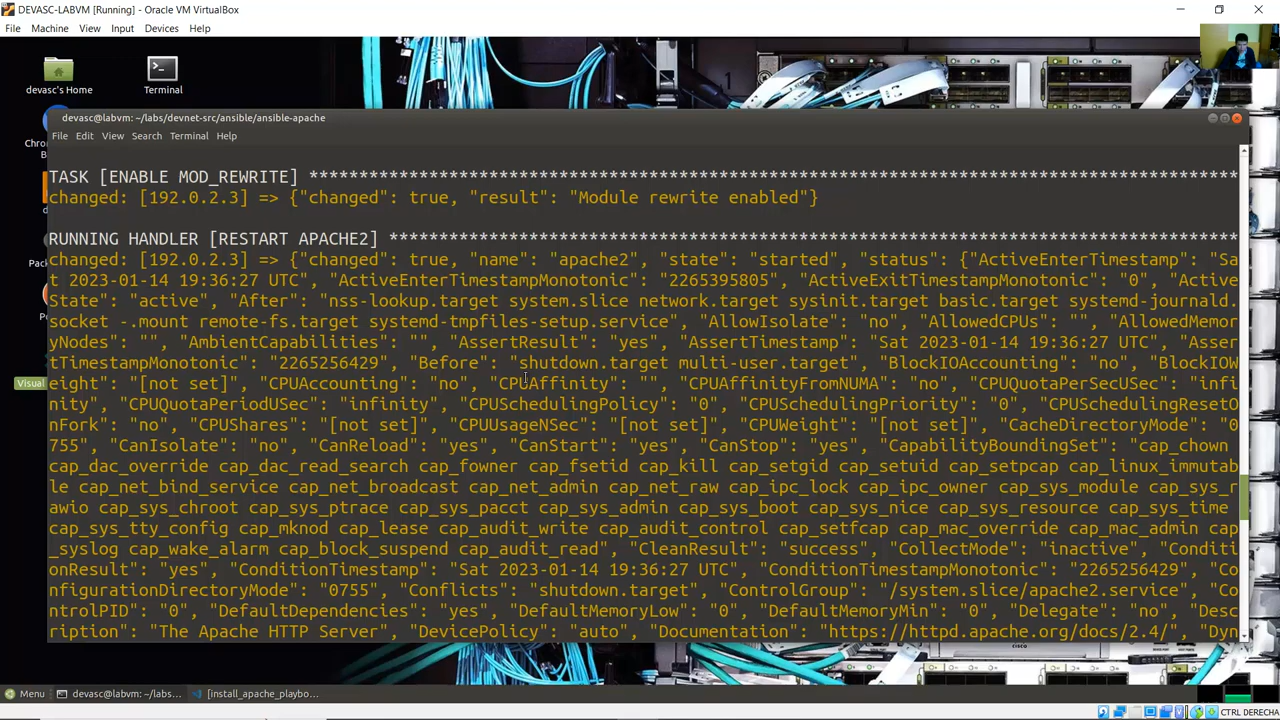 DEVASC-LABVM [Running] - Oracle VM VirtualBox
File Machine View Input Devices Help
devasc's Home
Terminal
devasc@labvm: ~/labs/devnet-src/ansible/ansible-apache
File Edit View Search Terminal Help
TASK [ENABLE MOD_REWRITE] ***********************************************************************************************
changed: [192.0.2.3] => {"changed": true, "result": "Module rewrite enabled"}
RUNNING HANDLER [RESTART APACHE2] *************************************************************************************
changed: [192.0.2.3] => {"changed": true, "name": "apache2", "state": "started", "status": {"ActiveEnterTimestamp": "Sa
t 2023-01-14 19:36:27 UTC", "ActiveEnterTimestampMonotonic": "2265395805", "ActiveExitTimestampMonotonic": "0", "Active
State": "active", "After": "nss-lookup.target system.slice network.target sysinit.target basic.target systemd-journald.
socket -.mount remote-fs.target systemd-tmpfiles-setup.service", "AllowIsolate": "no", "AllowedCPUs": "", "AllowedMemor
yNodes": "", "AmbientCapabilities": "", "AssertResult": "yes", "AssertTimestamp": "Sat 2023-01-14 19:36:27 UTC", "Asser
tTimestampMonotonic": "2265256429", "Before": "shutdown.target multi-user.target", "BlockIOAccounting": "no", "BlockIOW
eight": "[not set]", "CPUAccounting": "no", "CPUAffinity": "", "CPUAffinityFromNUMA": "no", "CPUQuotaPerSecUSec": "infi
nity", "CPUQuotaPeriodUSec": "infinity", "CPUSchedulingPolicy": "0", "CPUSchedulingPriority": "0", "CPUSchedulingResetO
nFork": "no", "CPUShares": "[not set]", "CPUUsageNSec": "[not set]", "CPUWeight": "[not set]", "CacheDirectoryMode": "0
755", "CanIsolate": "no", "CanReload": "yes", "CanStart": "yes", "CanStop": "yes", "CapabilityBoundingSet": "cap_chown
cap_dac_override cap_dac_read_search cap_fowner cap_fsetid cap_kill cap_setgid cap_setuid cap_setpcap cap_linux_immutab
le cap_net_bind_service cap_net_broadcast cap_net_admin cap_net_raw cap_ipc_lock cap_ipc_owner cap_sys_module cap_sys_r
awio cap_sys_chroot cap_sys_ptrace cap_sys_pacct cap_sys_admin cap_sys_boot cap_sys_nice cap_sys_resource cap_sys_time
cap_sys_tty_config cap_mknod cap_lease cap_audit_write cap_audit_control cap_setfcap cap_mac_override cap_mac_admin cap
_syslog cap_wake_alarm cap_block_suspend cap_audit_read", "CleanResult": "success", "CollectMode": "inactive", "Conditi
onResult": "yes", "ConditionTimestamp": "Sat 2023-01-14 19:36:27 UTC", "ConditionTimestampMonotonic": "2265256429", "Co
nfigurationDirectoryMode": "0755", "Conflicts": "shutdown.target", "ControlGroup": "/system.slice/apache2.service", "Co
ntrolPID": "0", "DefaultDependencies": "yes", "DefaultMemoryLow": "0", "DefaultMemoryMin": "0", "Delegate": "no", "Desc
ription": "The Apache HTTP Server", "DevicePolicy": "auto", "Documentation": "https://httpd.apache.org/docs/2.4/", "Dyn
Visual
Menu
devasc@labvm: ~/labs...
[install_apache_playbo...
CTRL DERECHA